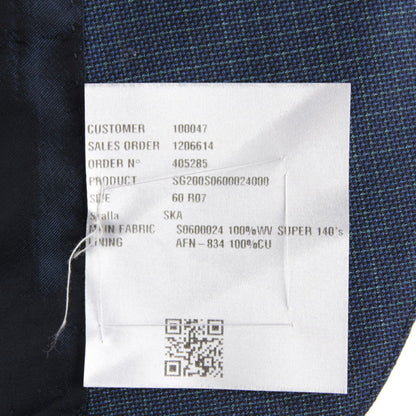 CUSTOMER 100047
SALES ORDER 1206614
ORDER N° 405285
PRODUCT SG200S0600024000
SIZE 60 R07
Scalla SKA
MAIN FABRIC S0600024 100%WV SUPER 140's
LINING AFN-834 100%CU